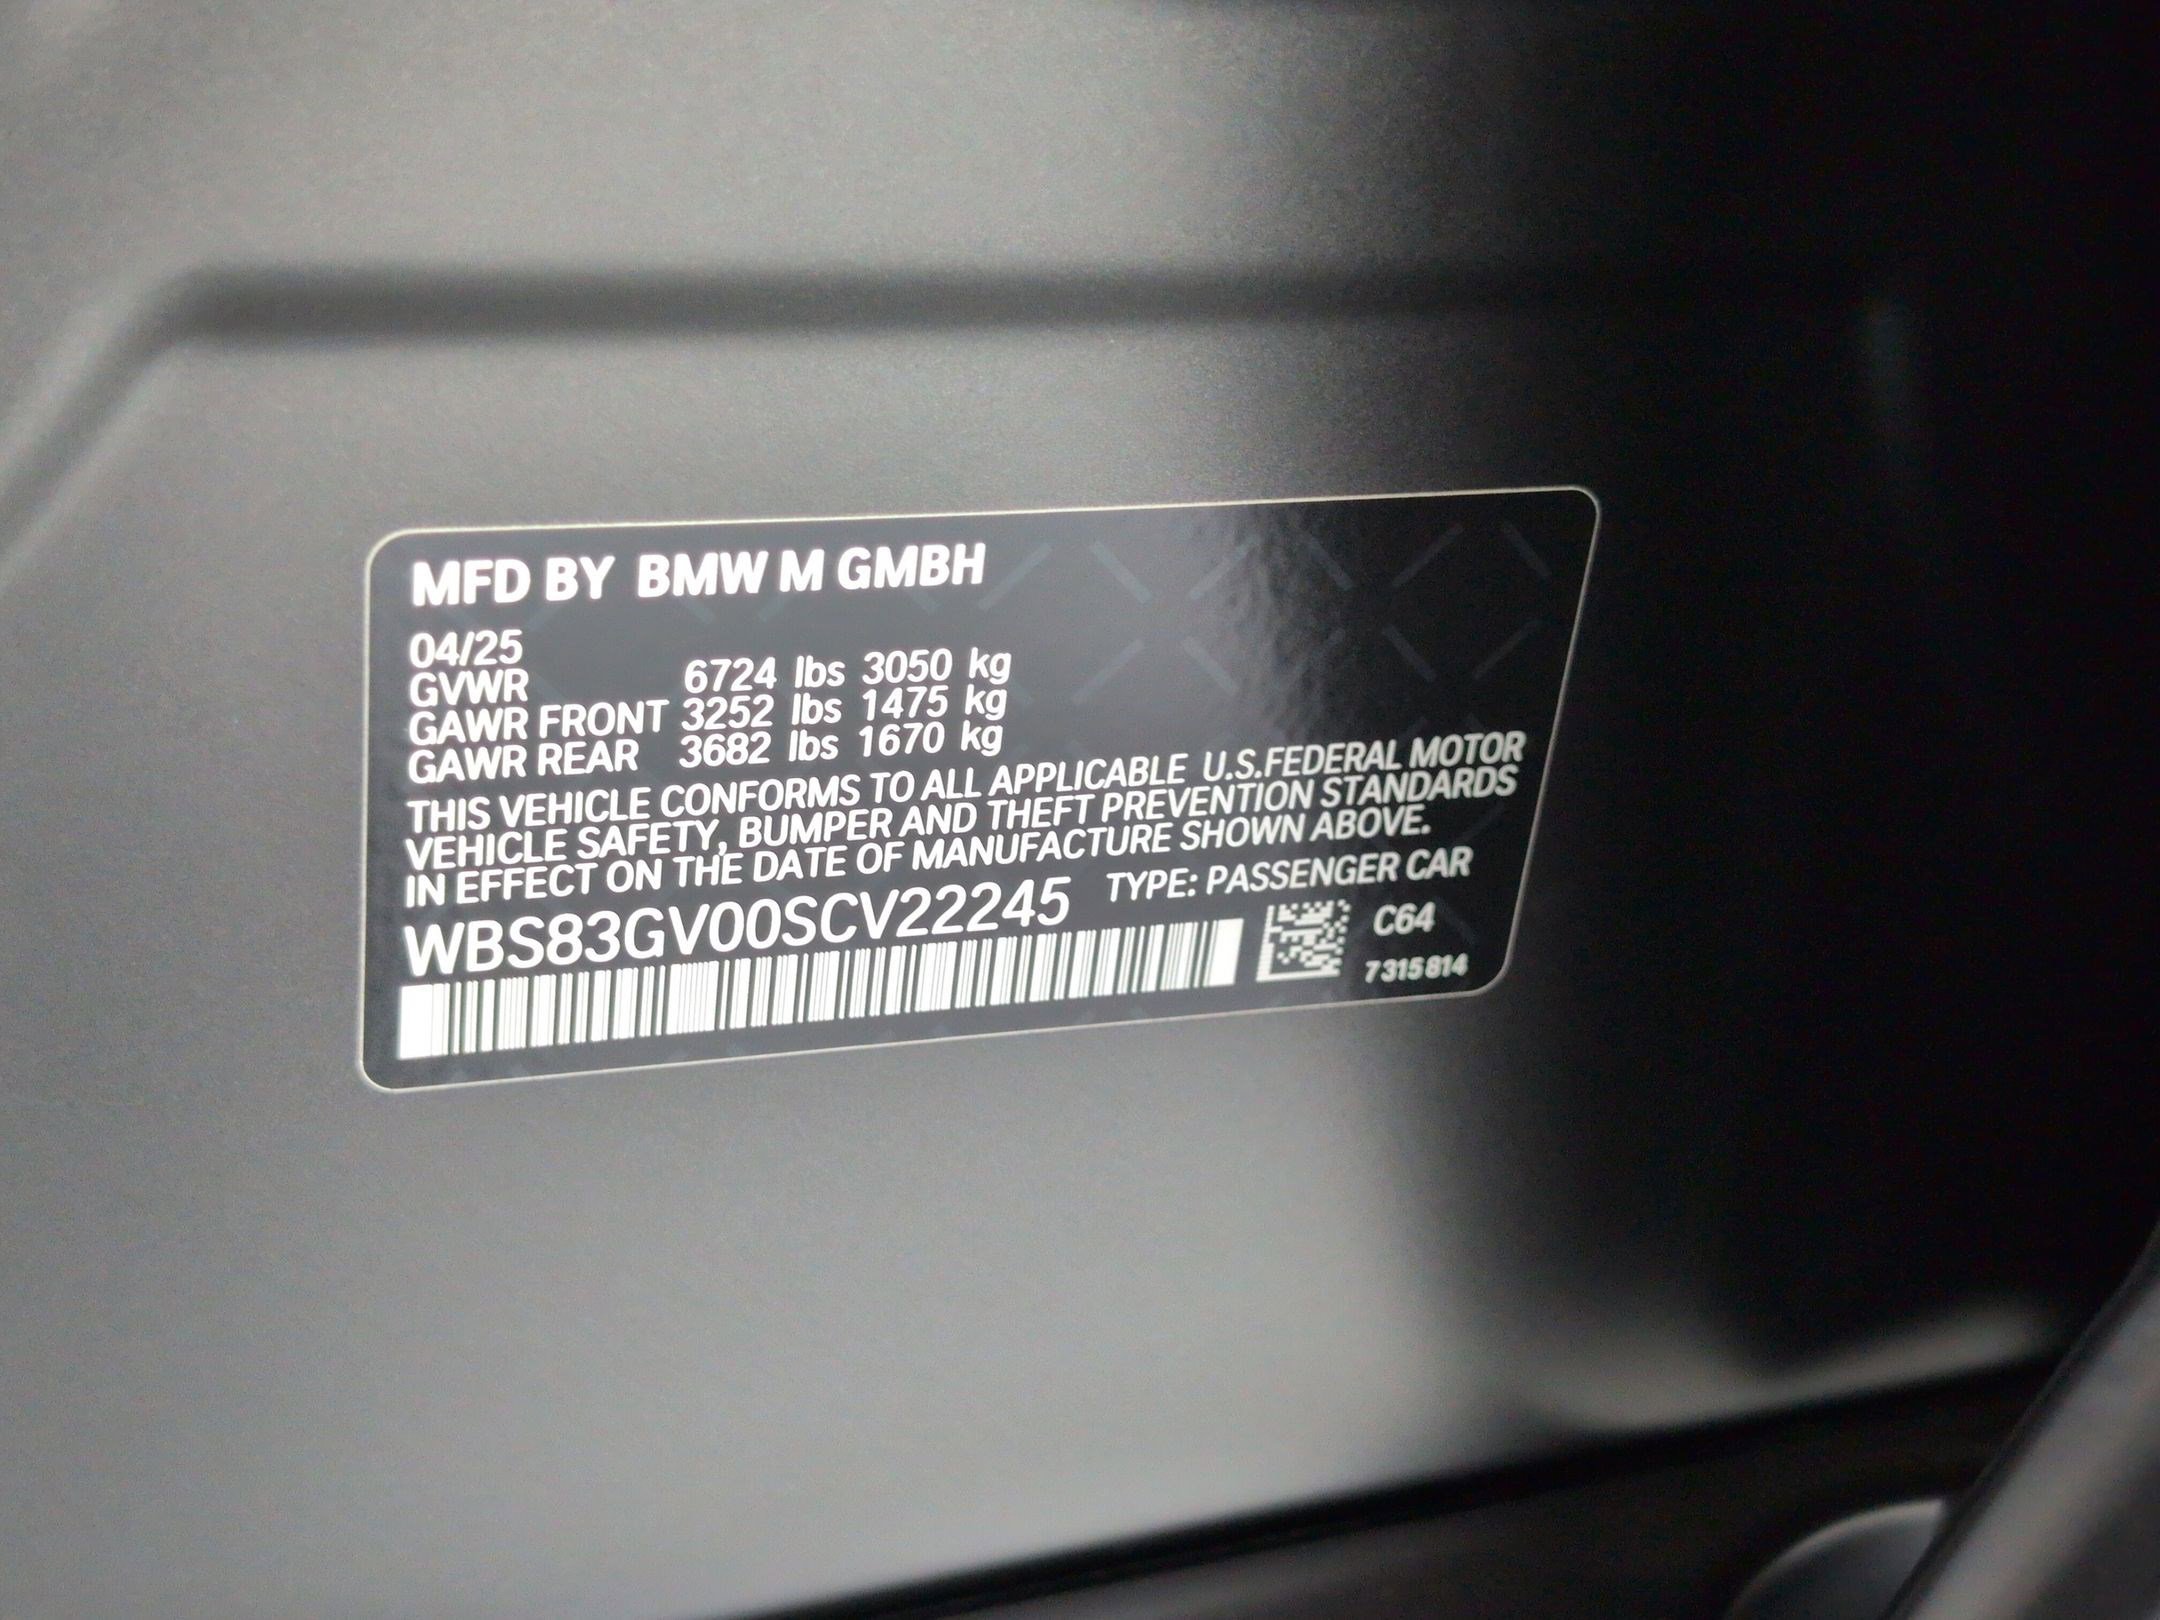 MFD BY BMW M GMBH
04/25
GVWR 6724 lbs 3050 kg
GAWR FRONT 3252 lbs 1475 kg
GAWR REAR 3682 lbs 1670 kg
THIS VEHICLE CONFORMS TO ALL APPLICABLE U.S.FEDERAL MOTOR
VEHICLE SAFETY, BUMPER AND THEFT PREVENTION STANDARDS
IN EFFECT ON THE DATE OF MANUFACTURE SHOWN ABOVE.
WBS83GV00SCV22245 TYPE: PASSENGER CAR
C64
7315814